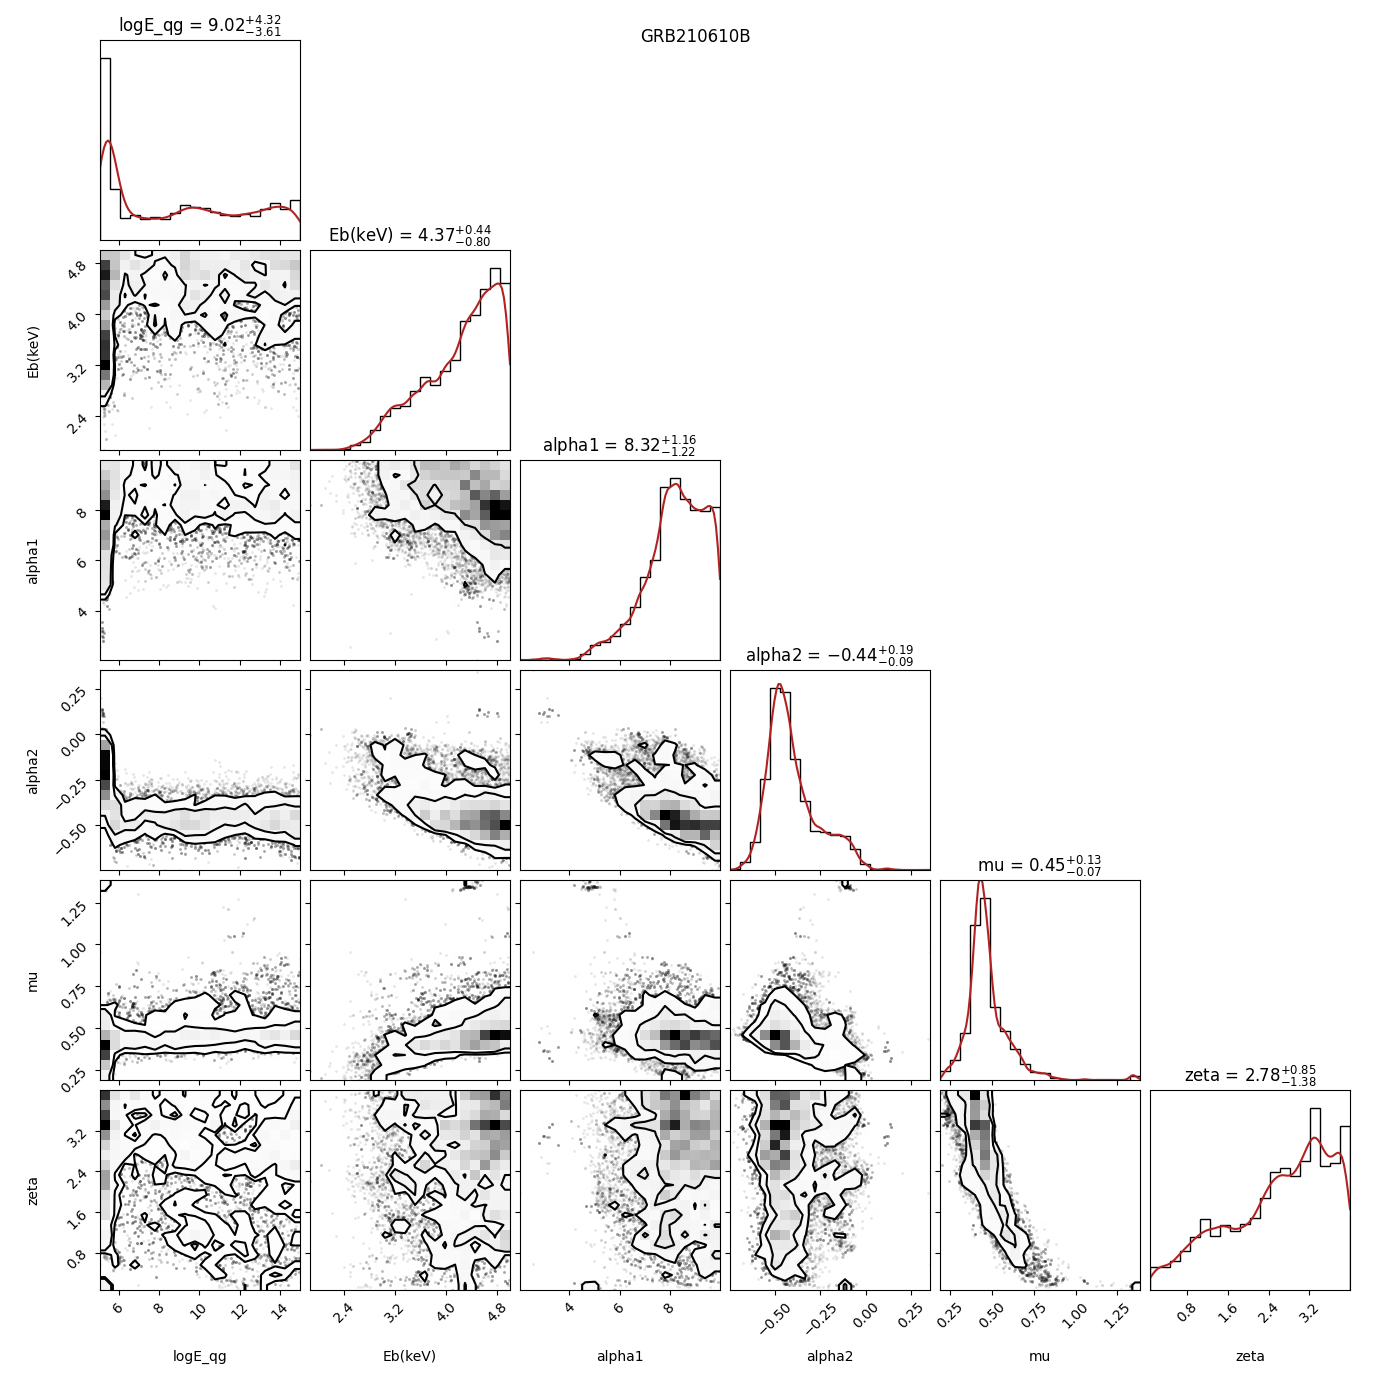 GRB210610B
logE_qg = 9.02+4.32 −3.61
Eb(keV) = 4.37+0.44 −0.80
alpha1 = 8.32+1.16 −1.22
alpha2 = −0.44+0.19 −0.09
mu = 0.45+0.13 −0.07
zeta = 2.78+0.85 −1.38
Eb(keV)
4.8
4.0
3.2
2.4
alpha1
8
6
4
alpha2
0.25
0.00
−0.25
−0.50
mu
1.25
1.00
0.75
0.50
0.25
zeta
3.2
2.4
1.6
0.8
6 8 10 12 14
2.4 3.2 4.0 4.8
4 6 8
−0.50 −0.25 0.00 0.25
0.25 0.50 0.75 1.00 1.25
0.8 1.6 2.4 3.2
logE_qg
Eb(keV)
alpha1
alpha2
mu
zeta